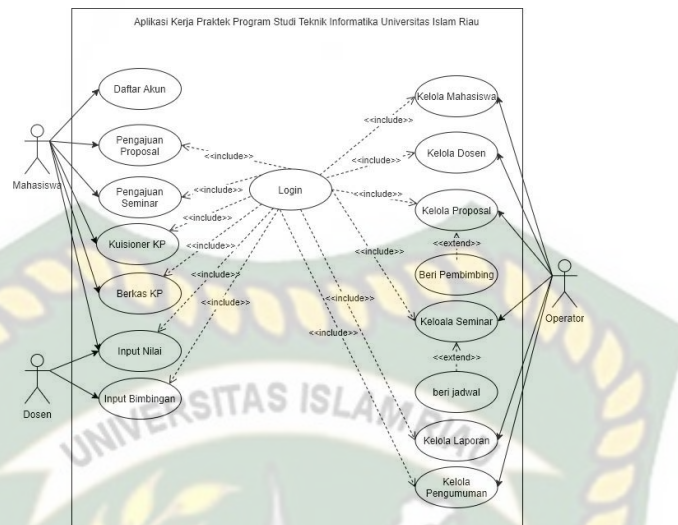 Aplikasi Kerja Praktek Program Studi Teknik Informatika Universitas Islam Riau
Daftar Akun
Pengajuan
Proposal
Pengajuan
Seminar
Kuisioner KP
Berkas KP
Input Nilai
Input Bimbingan
Mahasiswa
Dosen
Login
<<include>>
<<include>>
<<include>>
<<include>>
<<include>>
<<include>>
<<include>>
<<include>>
<<include>>
<<include>>
<<include>>
Kelola Mahasiswa
Kelola Dosen
Kelola Proposal
<<extend>>
Beri Pembimbing
Keloala Seminar
<<extend>>
beri jadwal
Kelola Laporan
Kelola
Pengumuman
Operator
UNIVERSITAS ISLAM RIAU